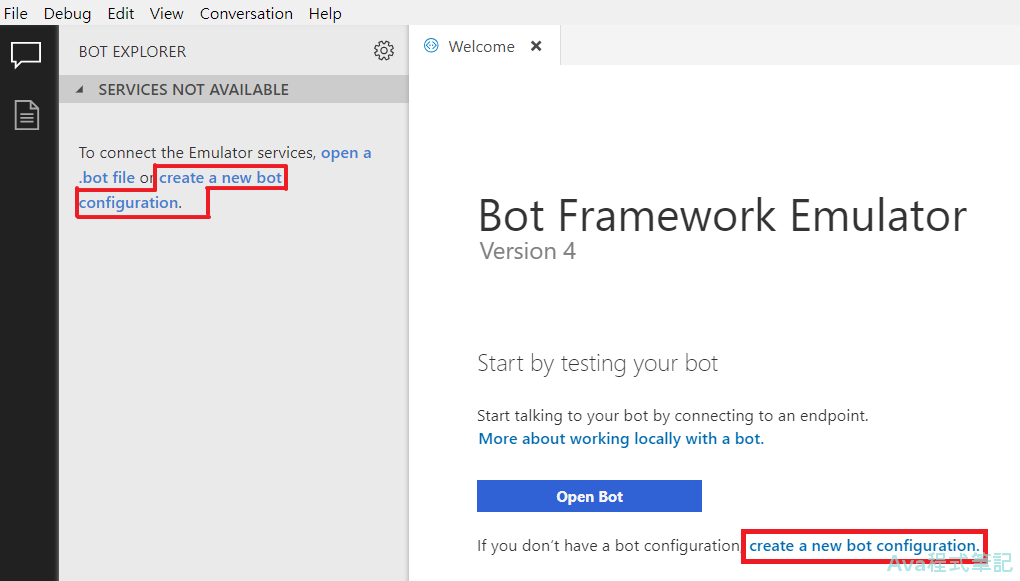 File Debug Edit View Conversation Help
BOT EXPLORER
SERVICES NOT AVAILABLE
To connect the Emulator services, open a
.bot file or create a new bot
configuration.
Welcome
Bot Framework Emulator
Version 4
Start by testing your bot
Start talking to your bot by connecting to an endpoint.
More about working locally with a bot.
Open Bot
If you don't have a bot configuration, create a new bot configuration.
Ava程式筆記